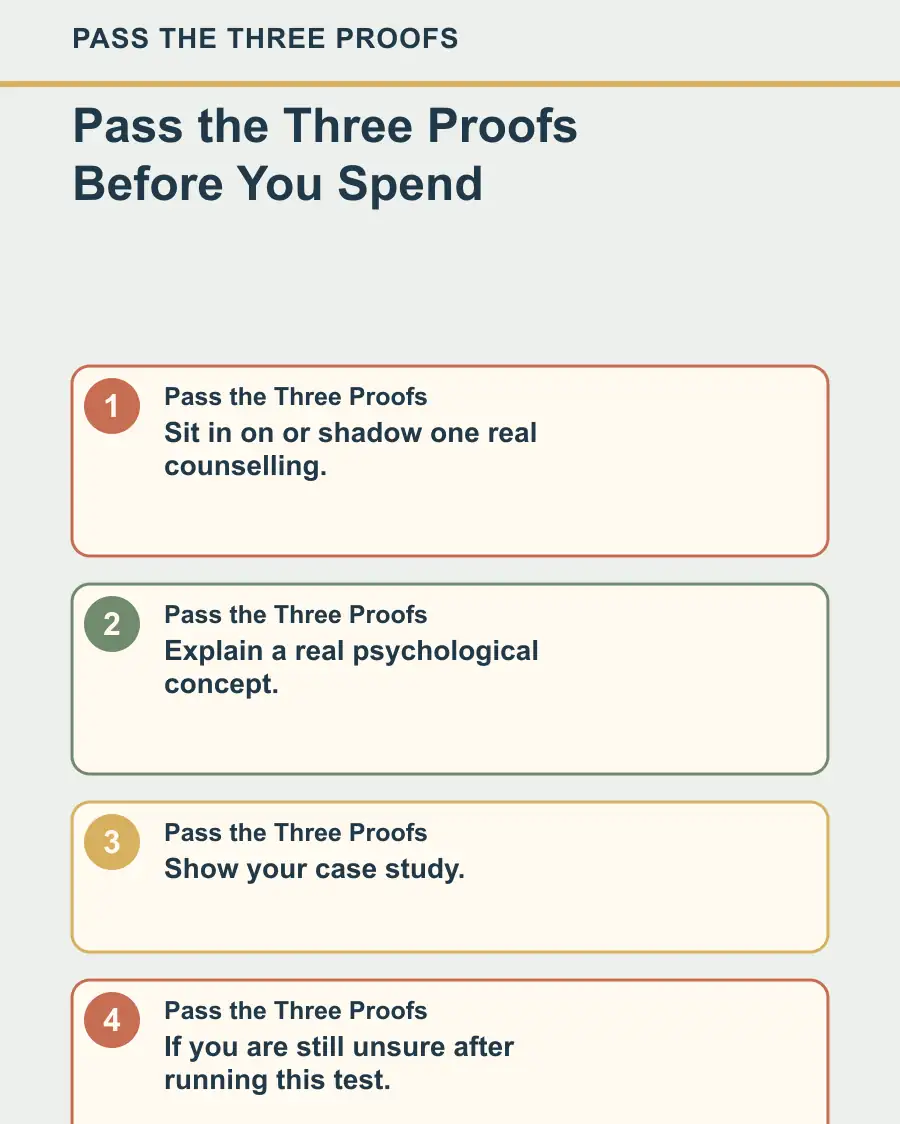 PASS THE THREE PROOFS
Pass the Three Proofs
Before You Spend
1
Pass the Three Proofs
Sit in on or shadow one real
counselling.
2
Pass the Three Proofs
Explain a real psychological
concept.
3
Pass the Three Proofs
Show your case study.
4
Pass the Three Proofs
If you are still unsure after
running this test.